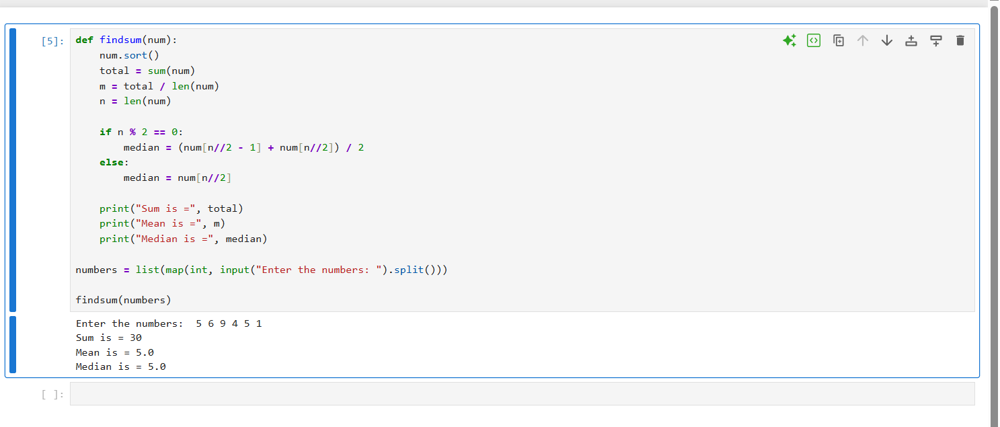 [5]:
def findsum(num):
    num.sort()
    total = sum(num)
    m = total / len(num)
    n = len(num)

    if n % 2 == 0:
        median = (num[n//2 - 1] + num[n//2]) / 2
    else:
        median = num[n//2]

    print("Sum is =", total)
    print("Mean is =", m)
    print("Median is =", median)

numbers = list(map(int, input("Enter the numbers: ").split()))

findsum(numbers)
Enter the numbers:  5 6 9 4 5 1
Sum is = 30
Mean is = 5.0
Median is = 5.0
[ ]: